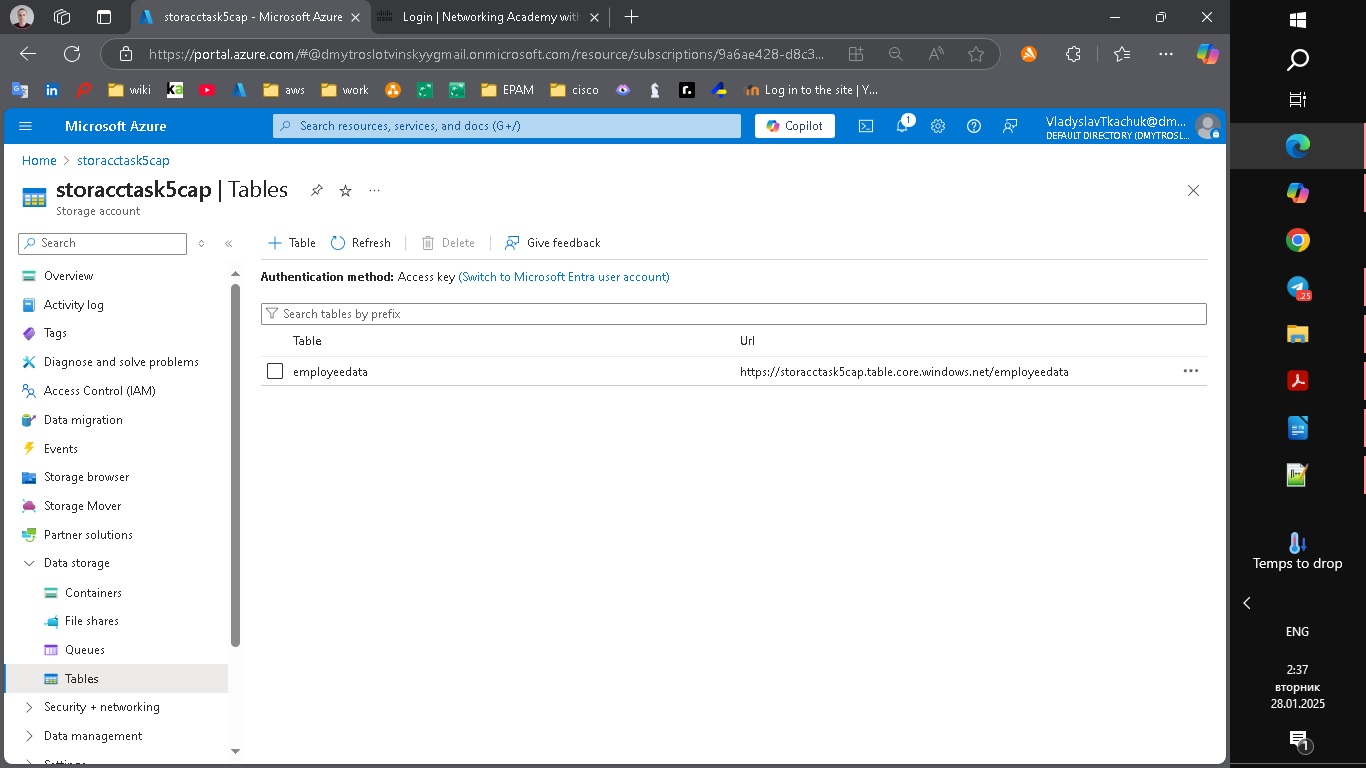 storacctask5cap - Microsoft Azure
Login | Networking Academy with
https://portal.azure.com/#@dmytroslotvinskyygmail.onmicrosoft.com/resource/subscriptions/9a6ae428-d8c3...
wiki
aws
work
EPAM
cisco
Log in to the site | Y...
Microsoft Azure
Search resources, services, and docs (G+/)
Copilot
1
VladyslavTkachuk@dm...
DEFAULT DIRECTORY (DMYTROSL...
Home > storacctask5cap
storacctask5cap | Tables
Storage account
Search
Table
Refresh
Delete
Give feedback
Authentication method: Access key (Switch to Microsoft Entra user account)
Search tables by prefix
Table
Url
employeedata
https://storacctask5cap.table.core.windows.net/employeedata
Overview
Activity log
Tags
Diagnose and solve problems
Access Control (IAM)
Data migration
Events
Storage browser
Storage Mover
Partner solutions
Data storage
Containers
File shares
Queues
Tables
Security + networking
Data management
Settings
.25
Temps to drop
ENG
2:37
вторник
28.01.2025
1